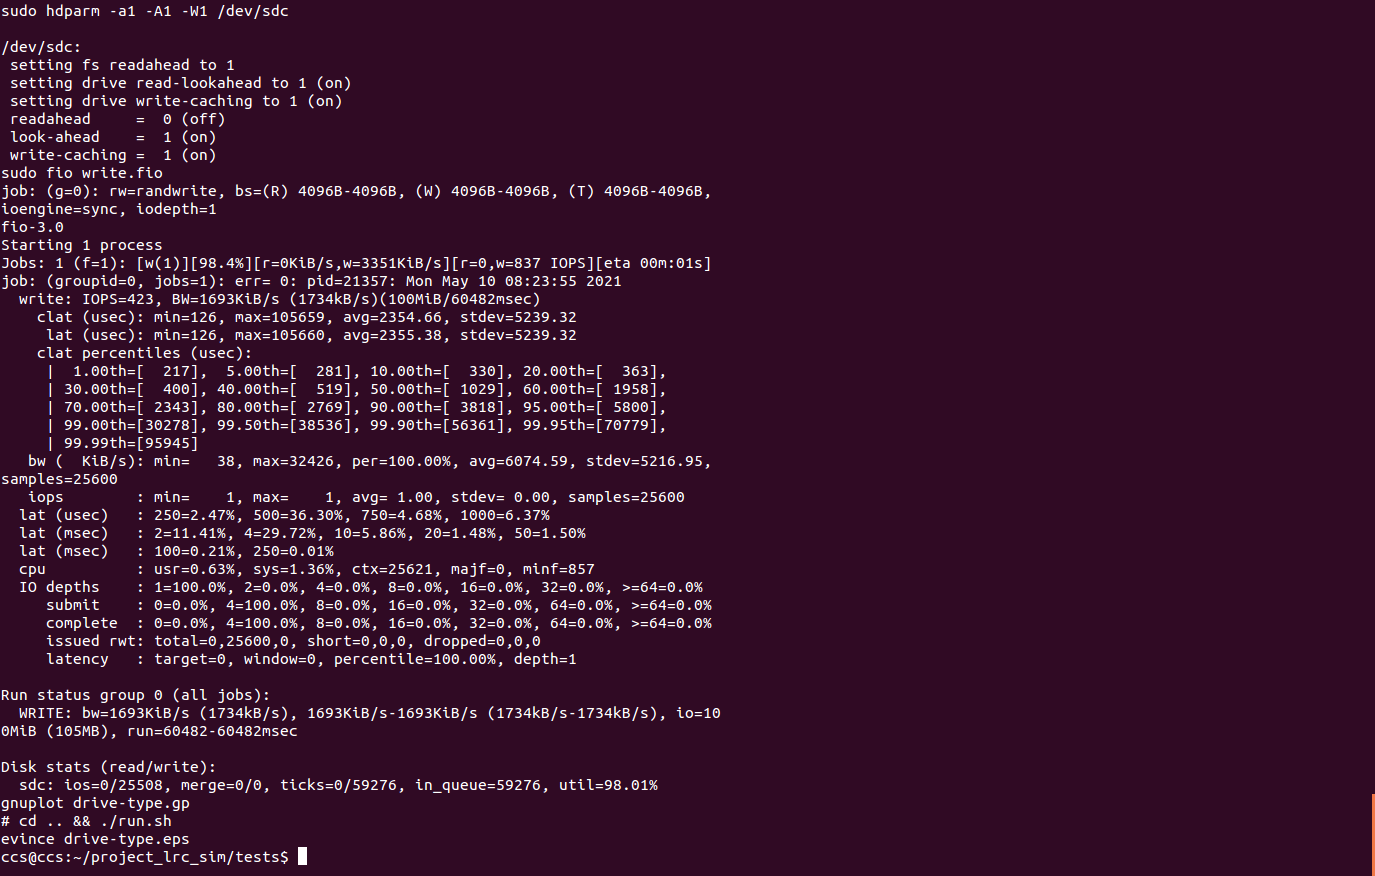 sudo hdparm -a1 -A1 -W1 /dev/sdc

/dev/sdc:
 setting fs readahead to 1
 setting drive read-lookahead to 1 (on)
 setting drive write-caching to 1 (on)
 readahead     =  0 (off)
 look-ahead    =  1 (on)
 write-caching =  1 (on)
sudo fio write.fio
job: (g=0): rw=randwrite, bs=(R) 4096B-4096B, (W) 4096B-4096B, (T) 4096B-4096B,
ioengine=sync, iodepth=1
fio-3.0
Starting 1 process
Jobs: 1 (f=1): [w(1)][98.4%][r=0KiB/s,w=3351KiB/s][r=0,w=837 IOPS][eta 00m:01s]
job: (groupid=0, jobs=1): err= 0: pid=21357: Mon May 10 08:23:55 2021
  write: IOPS=423, BW=1693KiB/s (1734kB/s)(100MiB/60482msec)
    clat (usec): min=126, max=105659, avg=2354.66, stdev=5239.32
     lat (usec): min=126, max=105660, avg=2355.38, stdev=5239.32
    clat percentiles (usec):
     |  1.00th=[  217],  5.00th=[  281], 10.00th=[  330], 20.00th=[  363],
     | 30.00th=[  400], 40.00th=[  519], 50.00th=[ 1029], 60.00th=[ 1958],
     | 70.00th=[ 2343], 80.00th=[ 2769], 90.00th=[ 3818], 95.00th=[ 5800],
     | 99.00th=[30278], 99.50th=[38536], 99.90th=[56361], 99.95th=[70779],
     | 99.99th=[95945]
   bw (  KiB/s): min=   38, max=32426, per=100.00%, avg=6074.59, stdev=5216.95,
samples=25600
   iops        : min=    1, max=    1, avg= 1.00, stdev= 0.00, samples=25600
  lat (usec)   : 250=2.47%, 500=36.30%, 750=4.68%, 1000=6.37%
  lat (msec)   : 2=11.41%, 4=29.72%, 10=5.86%, 20=1.48%, 50=1.50%
  lat (msec)   : 100=0.21%, 250=0.01%
  cpu          : usr=0.63%, sys=1.36%, ctx=25621, majf=0, minf=857
  IO depths    : 1=100.0%, 2=0.0%, 4=0.0%, 8=0.0%, 16=0.0%, 32=0.0%, >=64=0.0%
     submit    : 0=0.0%, 4=100.0%, 8=0.0%, 16=0.0%, 32=0.0%, 64=0.0%, >=64=0.0%
     complete  : 0=0.0%, 4=100.0%, 8=0.0%, 16=0.0%, 32=0.0%, 64=0.0%, >=64=0.0%
     issued rwt: total=0,25600,0, short=0,0,0, dropped=0,0,0
     latency   : target=0, window=0, percentile=100.00%, depth=1

Run status group 0 (all jobs):
  WRITE: bw=1693KiB/s (1734kB/s), 1693KiB/s-1693KiB/s (1734kB/s-1734kB/s), io=10
0MiB (105MB), run=60482-60482msec

Disk stats (read/write):
  sdc: ios=0/25508, merge=0/0, ticks=0/59276, in_queue=59276, util=98.01%
gnuplot drive-type.gp
# cd .. && ./run.sh
evince drive-type.eps
ccs@ccs:~/project_lrc_sim/tests$